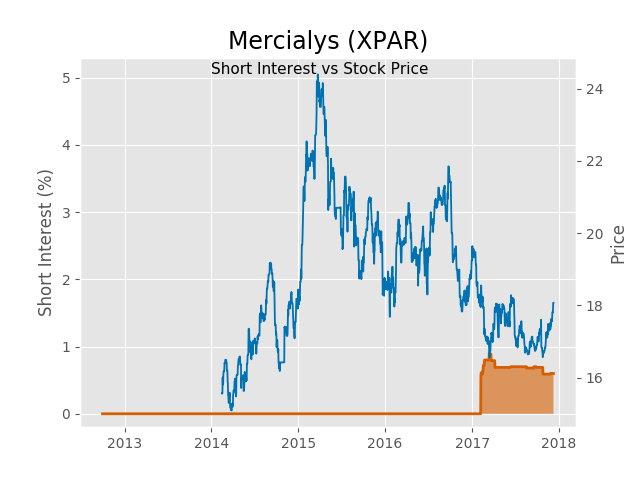 Mercialys (XPAR)
Short Interest vs Stock Price
Short Interest (%)
5
4
3
2
1
0
24
22
20
18
16
Price
2013 2014 2015 2016 2017 2018